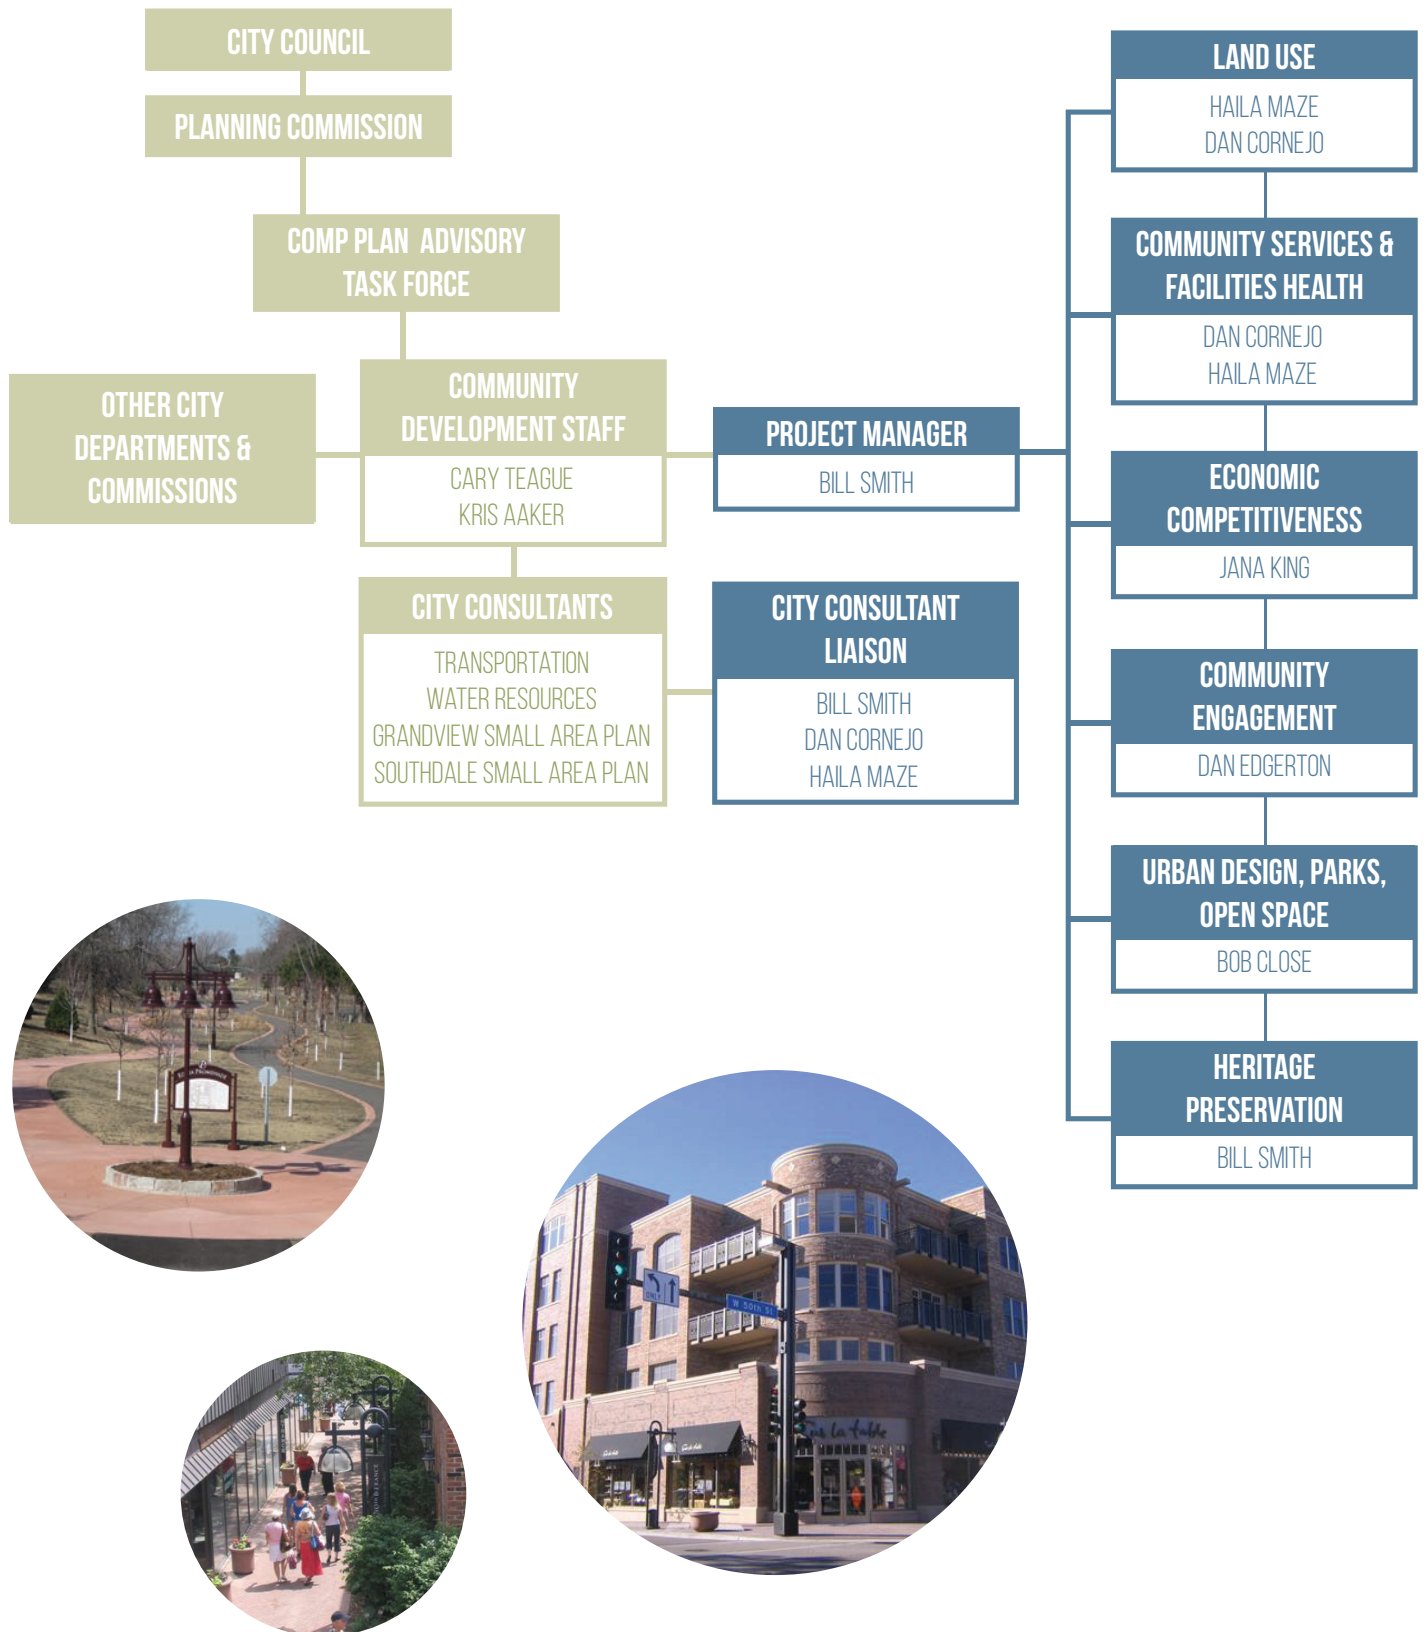 CITY COUNCIL
PLANNING COMMISSION
COMP PLAN ADVISORY
TASK FORCE
OTHER CITY
DEPARTMENTS &
COMMISSIONS
COMMUNITY
DEVELOPMENT STAFF
CARY TEAGUE
KRIS AAKER
PROJECT MANAGER
BILL SMITH
CITY CONSULTANTS
TRANSPORTATION
WATER RESOURCES
GRANDVIEW SMALL AREA PLAN
SOUTHDALE SMALL AREA PLAN
CITY CONSULTANT
LIAISON
BILL SMITH
DAN CORNEJO
HAILA MAZE
LAND USE
HAILA MAZE
DAN CORNEJO
COMMUNITY SERVICES &
FACILITIES HEALTH
DAN CORNEJO
HAILA MAZE
ECONOMIC
COMPETITIVENESS
JANA KING
COMMUNITY
ENGAGEMENT
DAN EDGERTON
URBAN DESIGN, PARKS,
OPEN SPACE
BOB CLOSE
HERITAGE
PRESERVATION
BILL SMITH
Promenade
ONLY
W 50th St
Sur la table